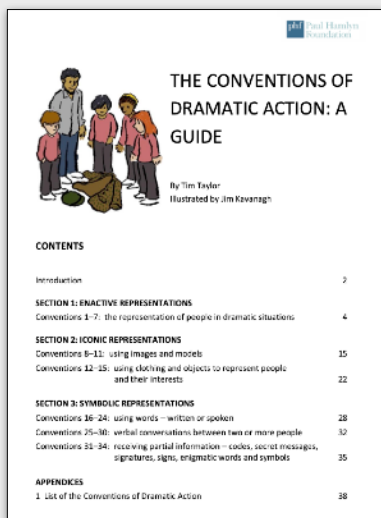 phf Paul Hamlyn
Foundation
THE CONVENTIONS OF
DRAMATIC ACTION: A
GUIDE
By Tim Taylor
Illustrated by Jim Kavanagh
CONTENTS
Introduction 2
SECTION 1: ENACTIVE REPRESENTATIONS
Conventions 1–7: the representation of people in dramatic situations 4
SECTION 2: ICONIC REPRESENTATIONS
Conventions 8–11: using images and models 15
Conventions 12–15: using clothing and objects to represent people
and their interests 22
SECTION 3: SYMBOLIC REPRESENTATIONS
Conventions 16–24: using words – written or spoken 28
Conventions 25–30: verbal conversations between two or more people 32
Conventions 31–34: receiving partial information – codes, secret messages,
signatures, signs, enigmatic words and symbols 35
APPENDICES
1 List of the Conventions of Dramatic Action 38